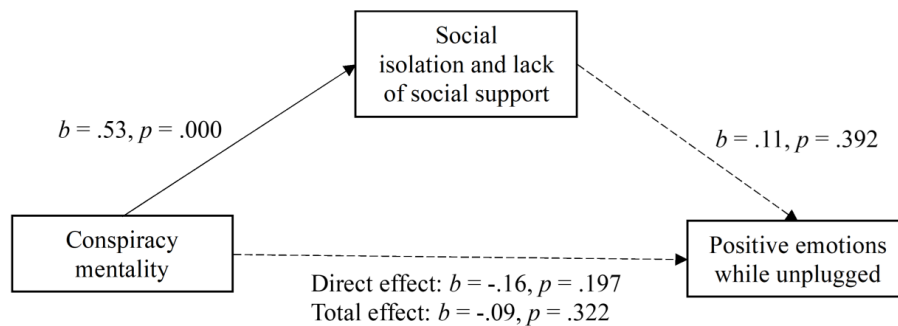 Social
isolation and lack
of social support
b = .53, p = .000
b = .11, p = .392
Conspiracy
mentality
Positive emotions
while unplugged
Direct effect: b = -.16, p = .197
Total effect: b = -.09, p = .322